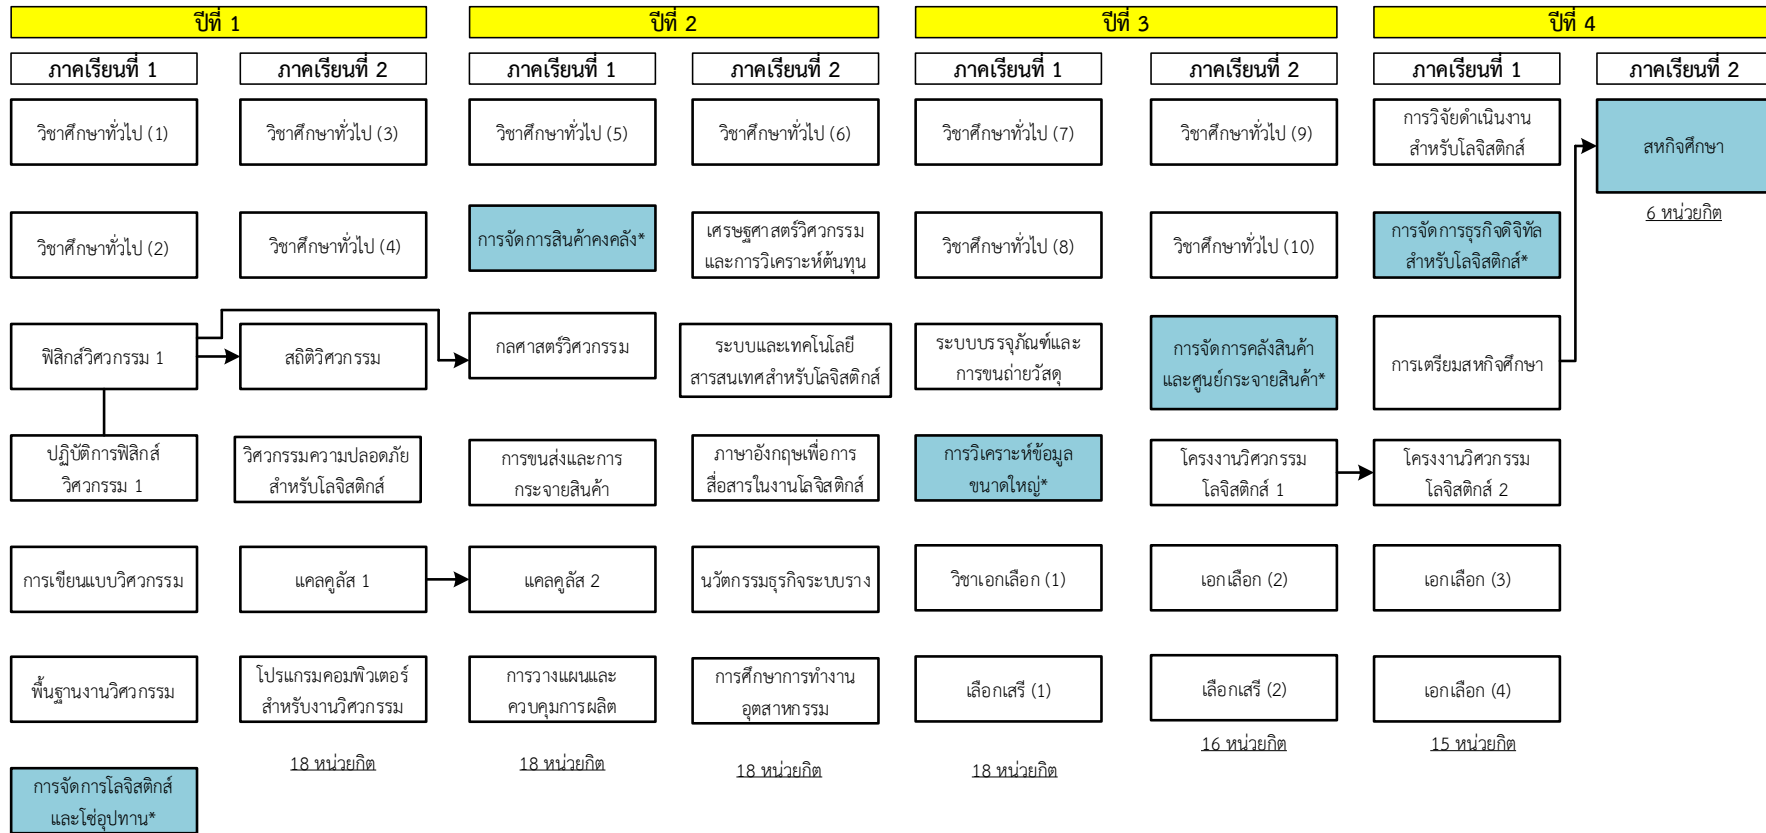 ปีที่ 1
ปีที่ 2
ปีที่ 3
ปีที่ 4
ภาคเรียนที่ 1
ภาคเรียนที่ 2
ภาคเรียนที่ 1
ภาคเรียนที่ 2
ภาคเรียนที่ 1
ภาคเรียนที่ 2
ภาคเรียนที่ 1
ภาคเรียนที่ 2
วิชาศึกษาทั่วไป (1)
วิชาศึกษาทั่วไป (3)
วิชาศึกษาทั่วไป (5)
วิชาศึกษาทั่วไป (6)
วิชาศึกษาทั่วไป (7)
วิชาศึกษาทั่วไป (9)
การวิจัยดำเนินงาน
สำหรับโลจิสติกส์
สหกิจศึกษา
6 หน่วยกิต
วิชาศึกษาทั่วไป (2)
วิชาศึกษาทั่วไป (4)
การจัดการสินค้าคงคลัง*
เศรษฐศาสตร์วิศวกรรม
และการวิเคราะห์ต้นทุน
วิชาศึกษาทั่วไป (8)
วิชาศึกษาทั่วไป (10)
การจัดการธุรกิจดิจิทัล
สำหรับโลจิสติกส์*
ฟิสิกส์วิศวกรรม 1
สถิติวิศวกรรม
กลศาสตร์วิศวกรรม
ระบบและเทคโนโลยี
สารสนเทศสำหรับโลจิสติกส์
ระบบบรรจุภัณฑ์และ
การขนถ่ายวัสดุ
การจัดการคลังสินค้า
และศูนย์กระจายสินค้า*
การเตรียมสหกิจศึกษา
ปฏิบัติการฟิสิกส์
วิศวกรรม 1
วิศวกรรมความปลอดภัย
สำหรับโลจิสติกส์
การขนส่งและการ
กระจายสินค้า
ภาษาอังกฤษเพื่อการ
สื่อสารในงานโลจิสติกส์
การวิเคราะห์ข้อมูล
ขนาดใหญ่*
โครงงานวิศวกรรม
โลจิสติกส์ 1
โครงงานวิศวกรรม
โลจิสติกส์ 2
การเขียนแบบวิศวกรรม
แคลคูลัส 1
แคลคูลัส 2
นวัตกรรมธุรกิจระบบราง
วิชาเอกเลือก (1)
เอกเลือก (2)
เอกเลือก (3)
พื้นฐานงานวิศวกรรม
โปรแกรมคอมพิวเตอร์
สำหรับงานวิศวกรรม
การวางแผนและ
ควบคุมการผลิต
การศึกษาการทำงาน
อุตสาหกรรม
เลือกเสรี (1)
เลือกเสรี (2)
เอกเลือก (4)
18 หน่วยกิต
18 หน่วยกิต
18 หน่วยกิต
18 หน่วยกิต
16 หน่วยกิต
15 หน่วยกิต
การจัดการโลจิสติกส์
และโซ่อุปทาน*